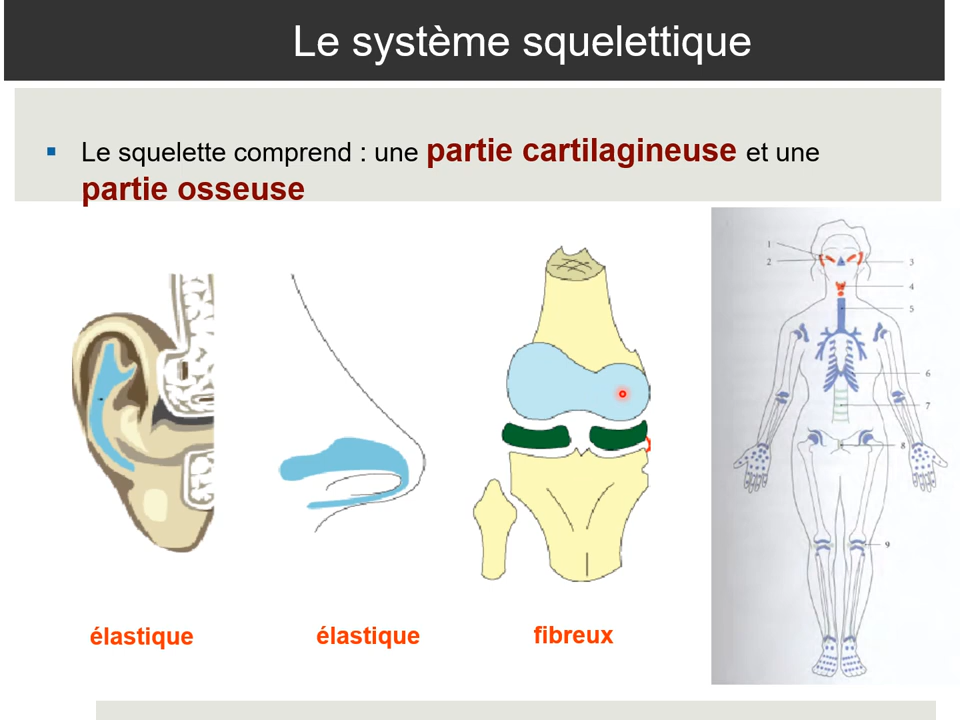 Le système squelettique
Le squelette comprend : une partie cartilagineuse et une
partie osseuse
1
2
3
4
5
6
7
8
9
élastique
élastique
fibreux